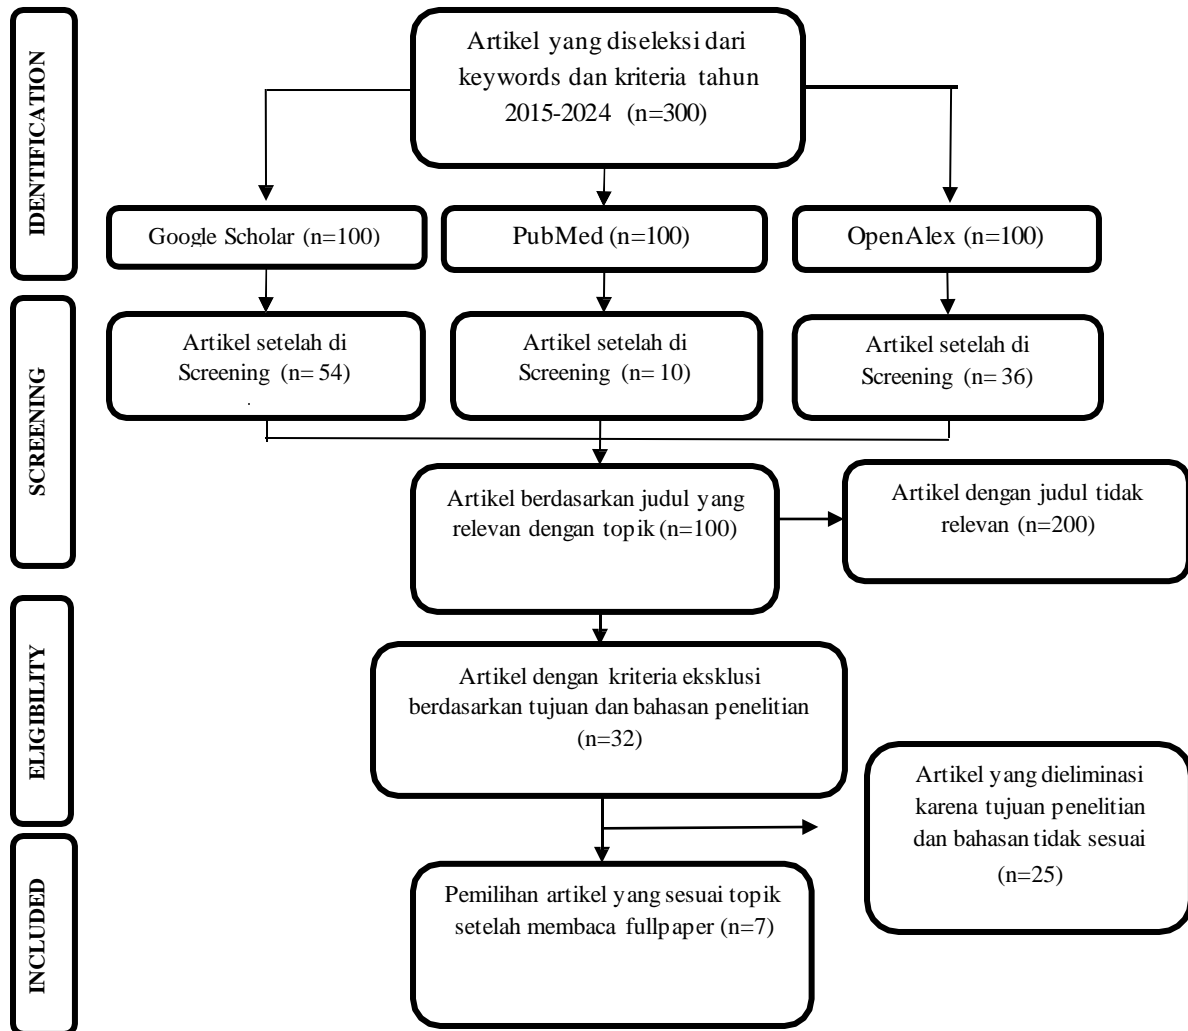 IDENTIFICATION
Artikel yang diseleksi dari
keywords dan kriteria tahun
2015-2024 (n=300)
Google Scholar (n=100)
PubMed (n=100)
OpenAlex (n=100)
SCREENING
Artikel setelah di
Screening (n= 54)
.
Artikel setelah di
Screening (n= 10)
Artikel setelah di
Screening (n= 36)
Artikel berdasarkan judul yang
relevan dengan topik (n=100)
Artikel dengan judul tidak
relevan (n=200)
ELIGIBILITY
Artikel dengan kriteria eksklusi
berdasarkan tujuan dan bahasan penelitian
(n=32)
Artikel yang dieliminasi
karena tujuan penelitian
dan bahasan tidak sesuai
(n=25)
INCLUDED
Pemilihan artikel yang sesuai topik
setelah membaca fullpaper (n=7)